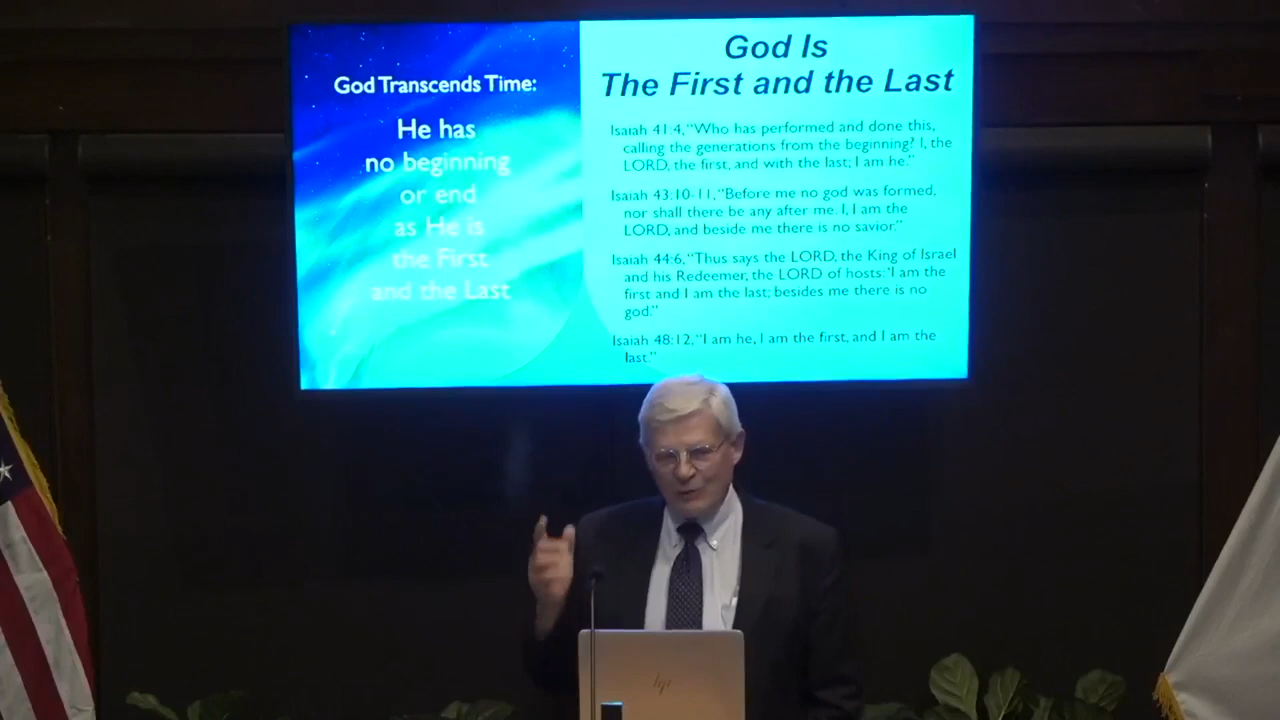 God Transcends Time:
He has
no beginning
or end
as He is
the First
and the Last
God Is
The First and the Last
Isaiah 41:4, “Who has performed and done this,
calling the generations from the beginning? I, the
LORD, the first, and with the last; I am he.”
Isaiah 43:10-11, “Before me no god was formed,
nor shall there be any after me. I, I am the
LORD, and beside me there is no savior.”
Isaiah 44:6, “Thus says the LORD, the King of Israel
and his Redeemer, the LORD of hosts: ‘I am the
first and I am the last; besides me there is no
god.”
Isaiah 48:12, “I am he, I am the first, and I am the
last.”
hp